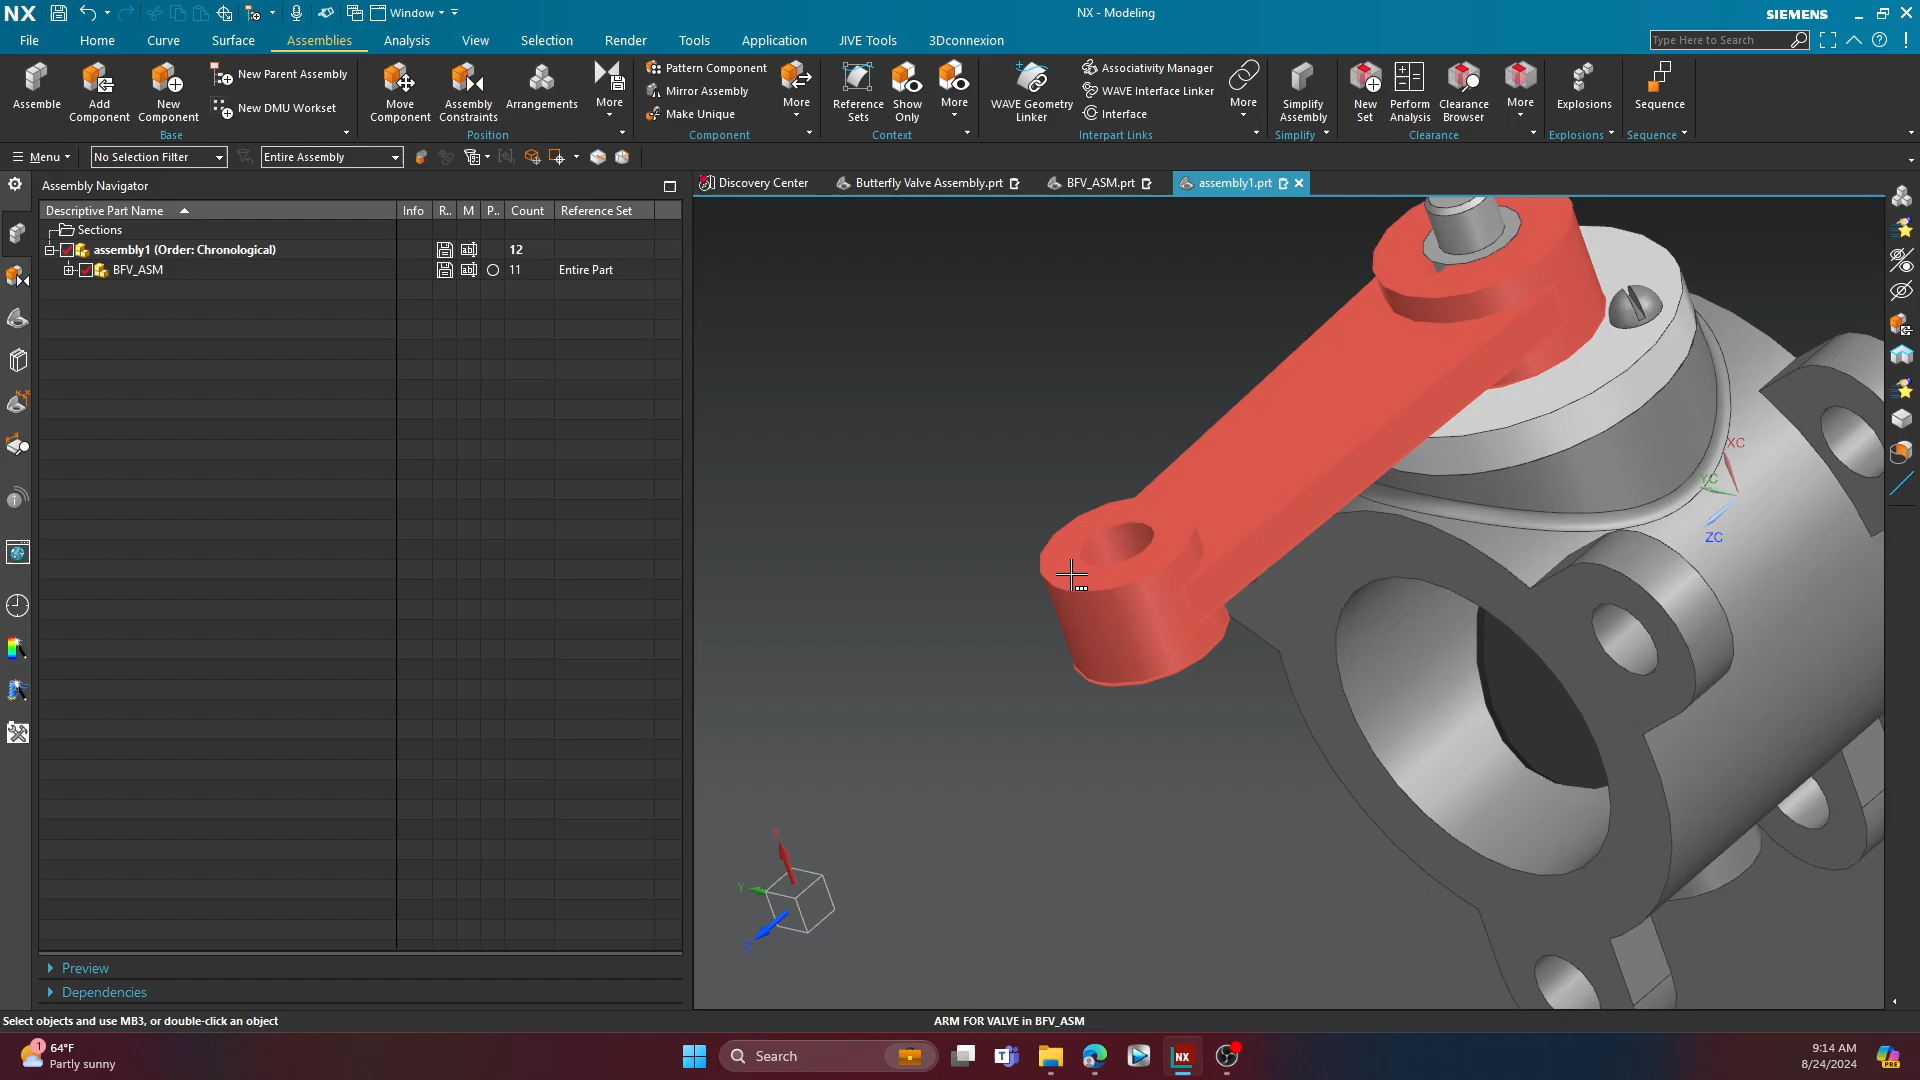 NX
Window
NX - Modeling
SIEMENS
File
Home
Curve
Surface
Assemblies
Analysis
View
Selection
Render
Tools
Application
JIVE Tools
3Dconnexion
Type Here to Search
Assemble
Add Component
New Component
New Parent Assembly
New DMU Workset
Base
Move Component
Assembly Constraints
Arrangements
More
Position
Pattern Component
Mirror Assembly
Make Unique
More
Component
Reference Sets
Show Only
More
Context
WAVE Geometry Linker
Associativity Manager
WAVE Interface Linker
Interface
More
Interpart Links
Simplify Assembly
Simplify
New Set
Perform Analysis
Clearance Browser
More
Clearance
Explosions
Explosions
Sequence
Sequence
Menu
No Selection Filter
Entire Assembly
Assembly Navigator
Discovery Center
Butterfly Valve Assembly.prt
BFV_ASM.prt
assembly1.prt
Descriptive Part Name
Info
R..
M
P..
Count
Reference Set
Sections
assembly1 (Order: Chronological)
12
BFV_ASM
11
Entire Part
XC
YC
ZC
X
Y
Z
Preview
Dependencies
Select objects and use MB3, or double-click an object
ARM FOR VALVE in BFV_ASM
1
64°F
Partly sunny
Search
NX
9:14 AM
8/24/2024
PRE